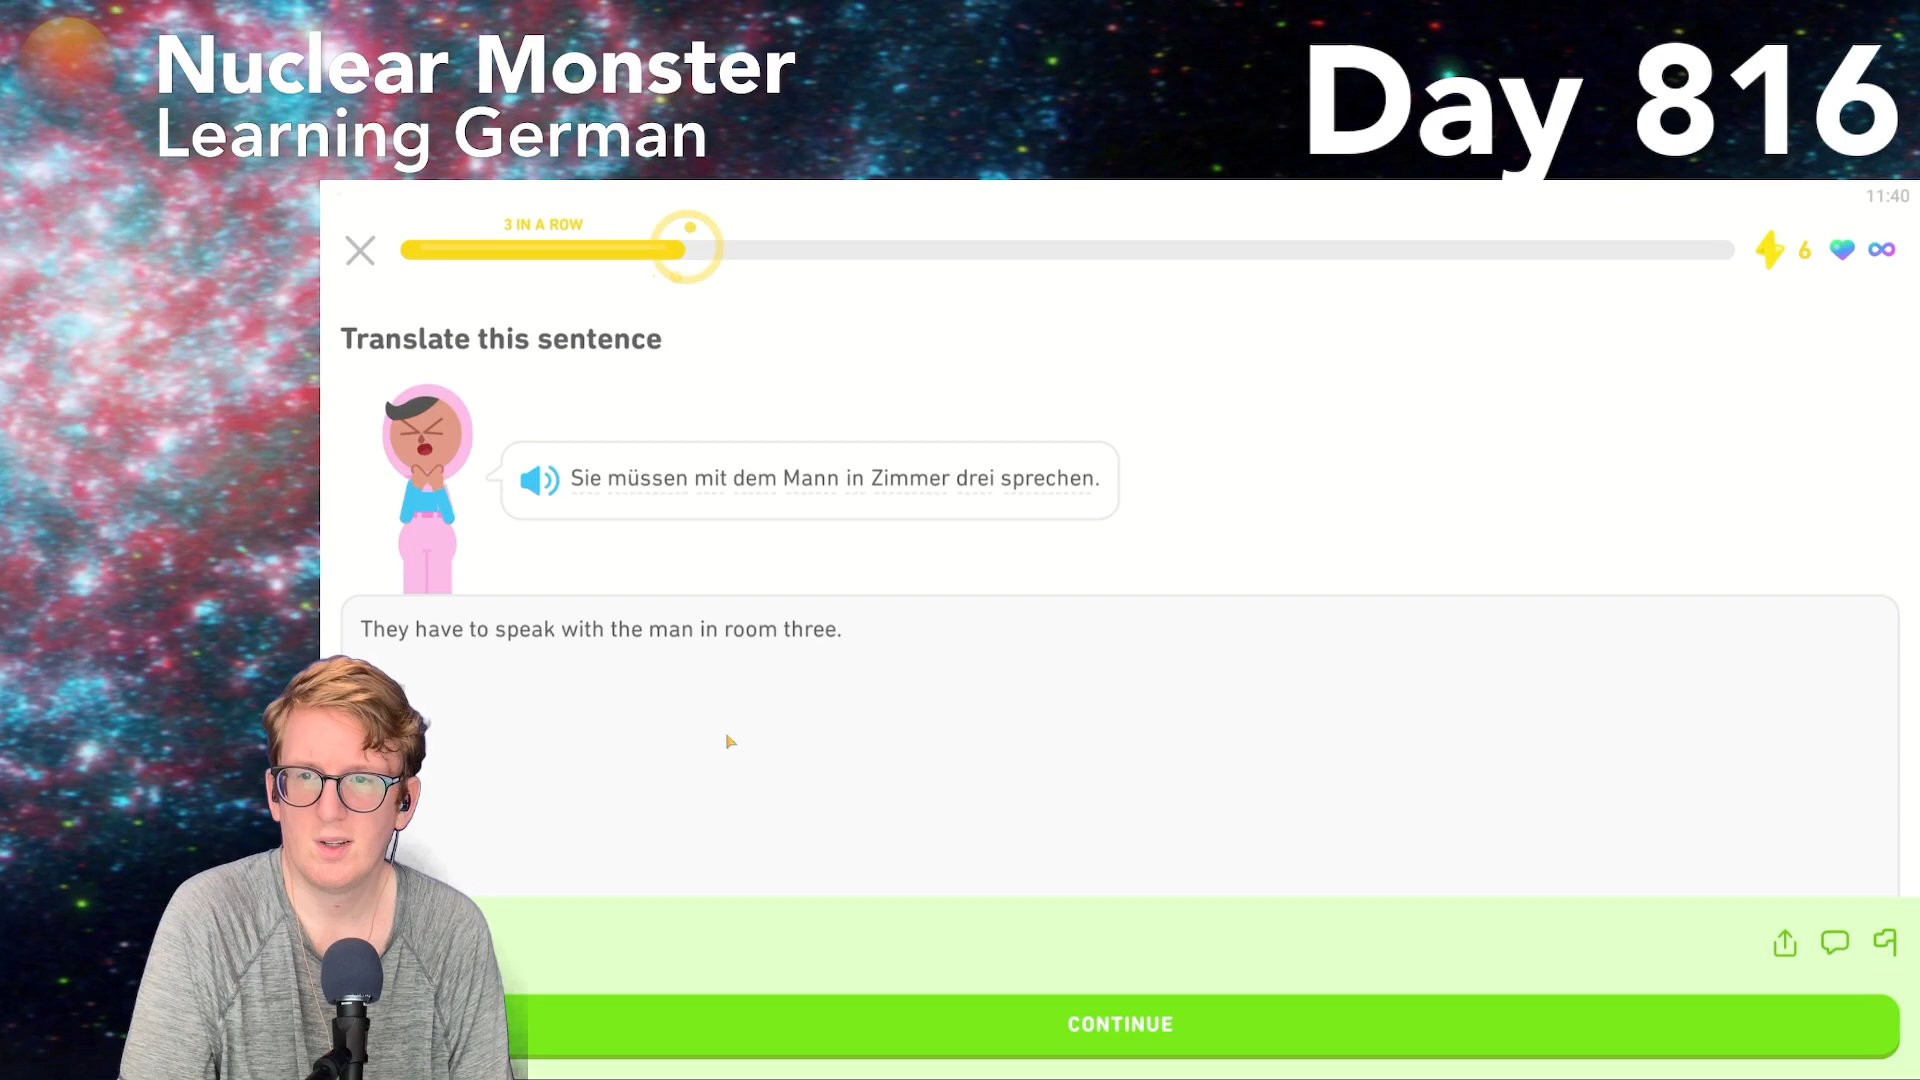 Nuclear Monster
Learning German
Day 816
11:40
3 IN A ROW
6
Translate this sentence
Sie müssen mit dem Mann in Zimmer drei sprechen.
They have to speak with the man in room three.
CONTINUE